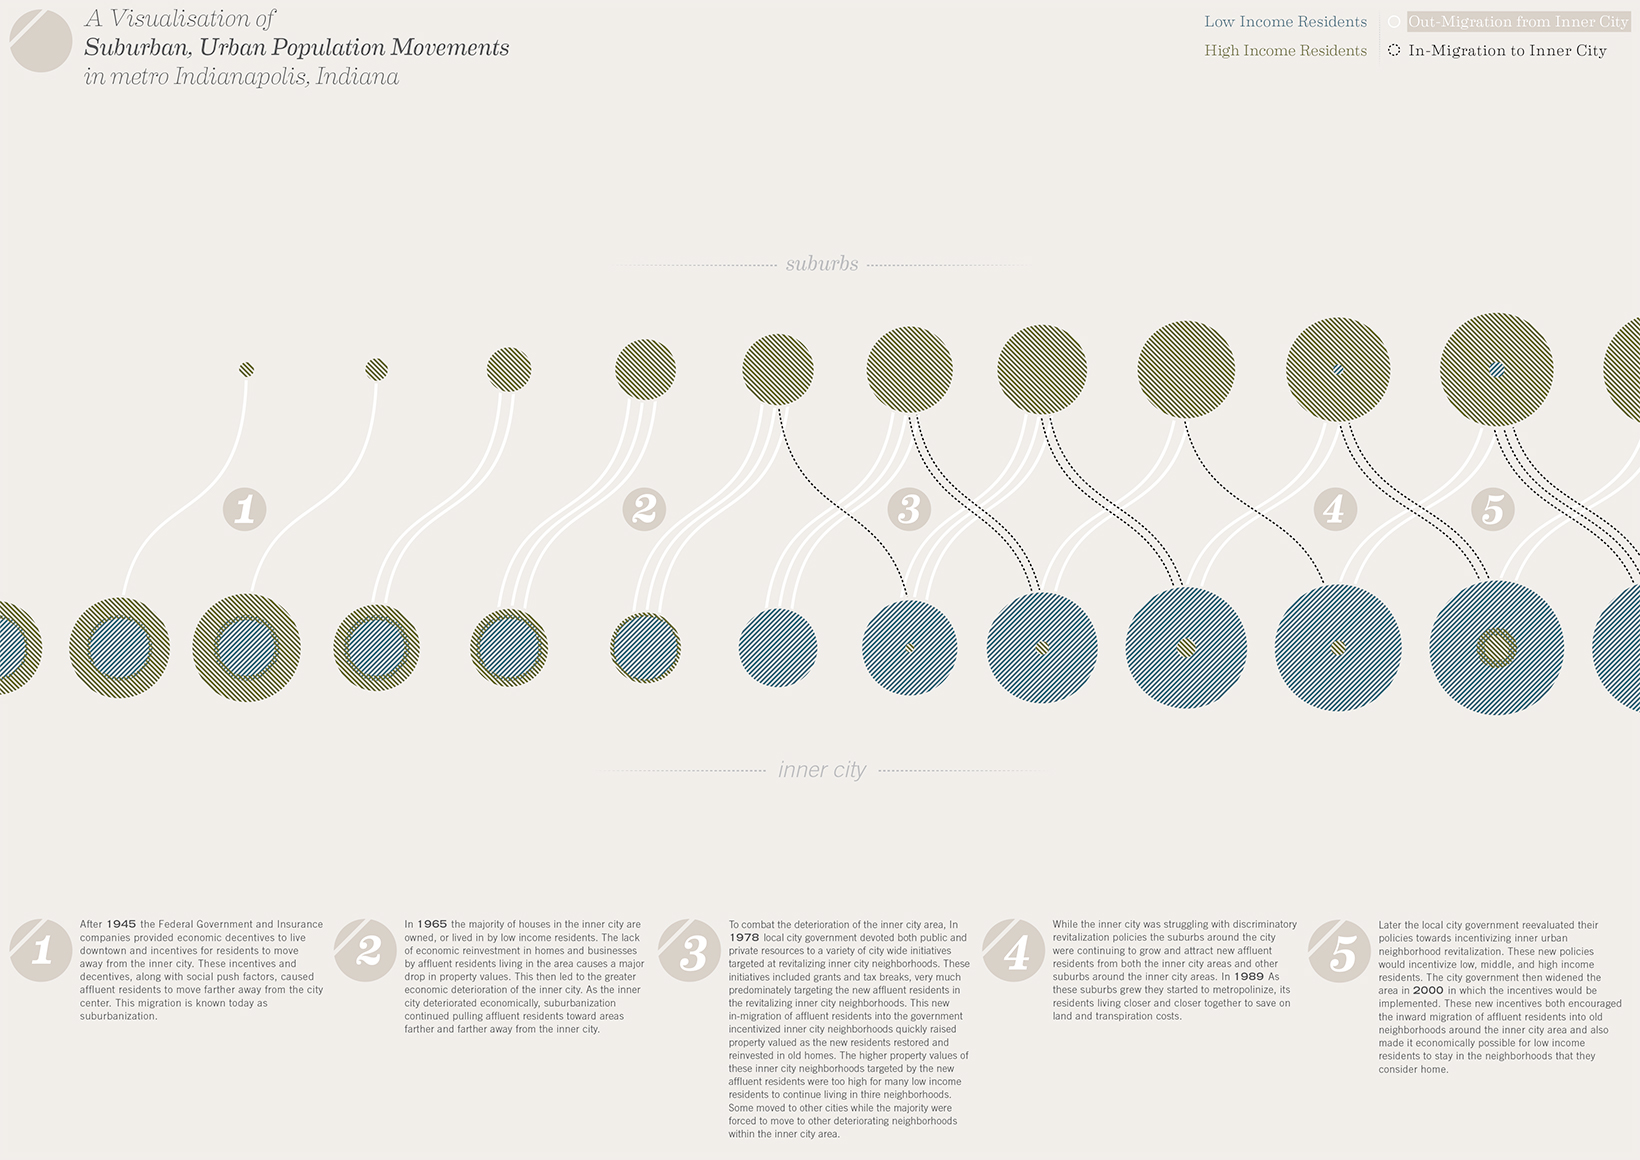 A Visualisation of
Suburban, Urban Population Movements
in metro Indianapolis, Indiana
Low Income Residents
Out-Migration from Inner City
High Income Residents
In-Migration to Inner City
suburbs
1
2
3
4
5
inner city
1
After 1945 the Federal Government and Insurance
companies provided economic decentives to live
downtown and incentives for residents to move
away from the inner city. These incentives and
decentives, along with social push factors, caused
affluent residents to move farther away from the city
center. This migration is known today as
suburbanization.
2
In 1965 the majority of houses in the inner city are
owned, or lived in by low income residents. The lack
of economic reinvestment in homes and businesses
by affluent residents living in the area causes a major
drop in property values. This then led to the greater
economic deterioration of the inner city. As the inner
city deteriorated economically, suburbanization
continued pulling affluent residents toward areas
farther and farther away from the inner city.
3
To combat the deterioration of the inner city area, In
1978 local city government devoted both public and
private resources to a variety of city wide initiatives
targeted at revitalizing inner city neighborhoods. These
initiatives included grants and tax breaks, very much
predominately targeting the new affluent residents in
the revitalizing inner city neighborhoods. This new
in-migration of affluent residents into the government
incentivized inner city neighborhoods quickly raised
property valued as the new residents restored and
reinvested in old homes. The higher property values of
these inner city neighborhoods targeted by the new
affluent residents were too high for many low income
residents to continue living in thire neighborhoods.
Some moved to other cities while the majority were
forced to move to other deteriorating neighborhoods
within the inner city area.
4
While the inner city was struggling with discriminatory
revitalization policies the suburbs around the city
were continuing to grow and attract new affluent
residents from both the inner city areas and other
suburbs around the inner city areas. In 1989 As
these suburbs grew they started to metropolinize, its
residents living closer and closer together to save on
land and transpiration costs.
5
Later the local city government reevaluated their
policies towards incentivizing inner urban
neighborhood revitalization. These new policies
would incentivize low, middle, and high income
residents. The city government then widened the
area in 2000 in which the incentives would be
implemented. These new incentives both encouraged
the inward migration of affluent residents into old
neighborhoods around the inner city area and also
made it economically possible for low income
residents to stay in the neighborhoods that they
consider home.